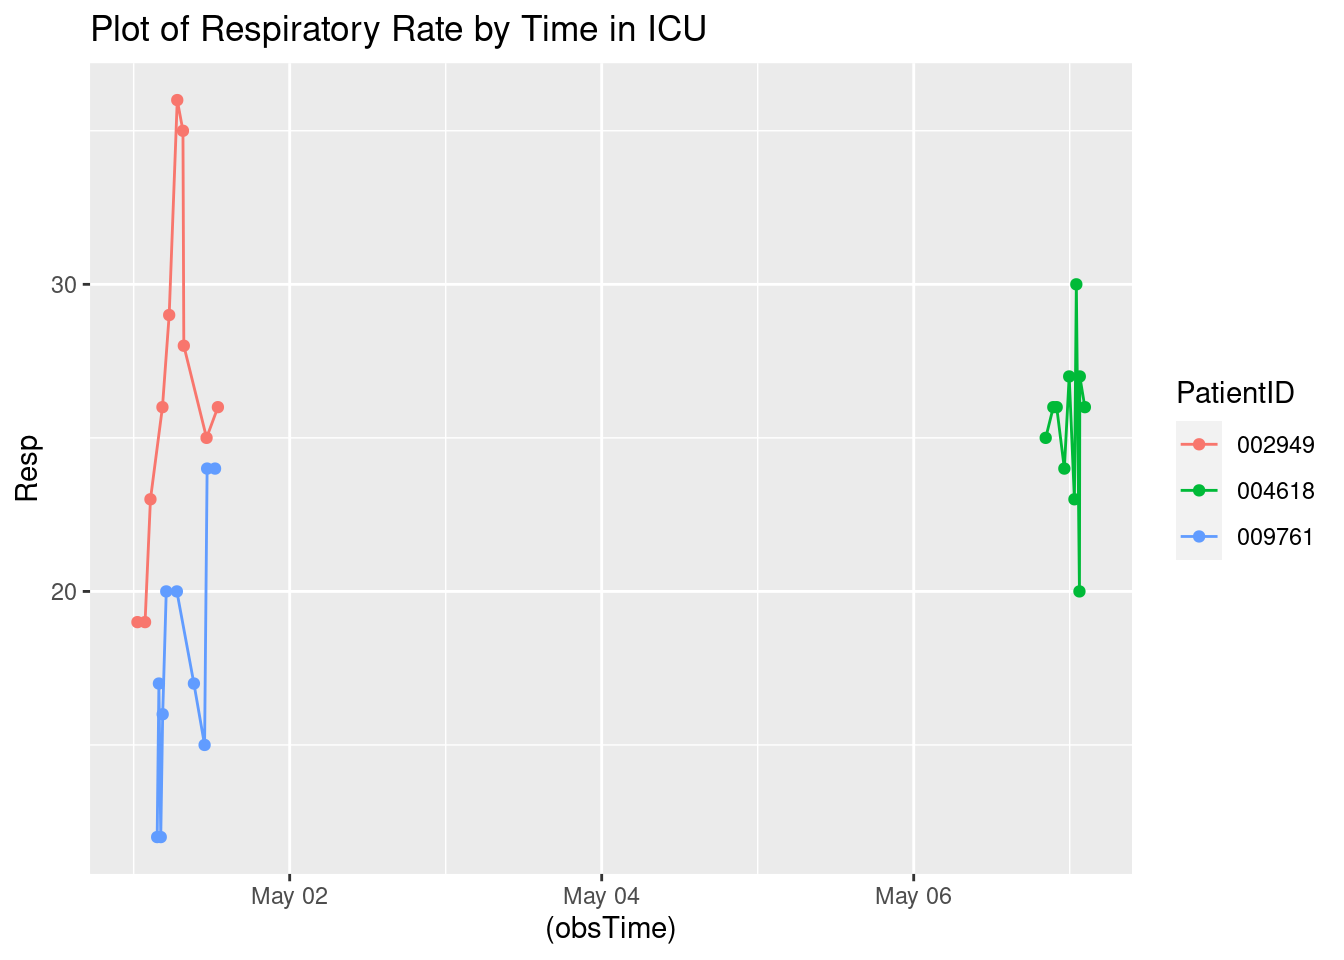 Plot of Respiratory Rate by Time in ICU
Resp
30
20
May 02
May 04
May 06
(obsTime)
PatientID
002949
004618
009761